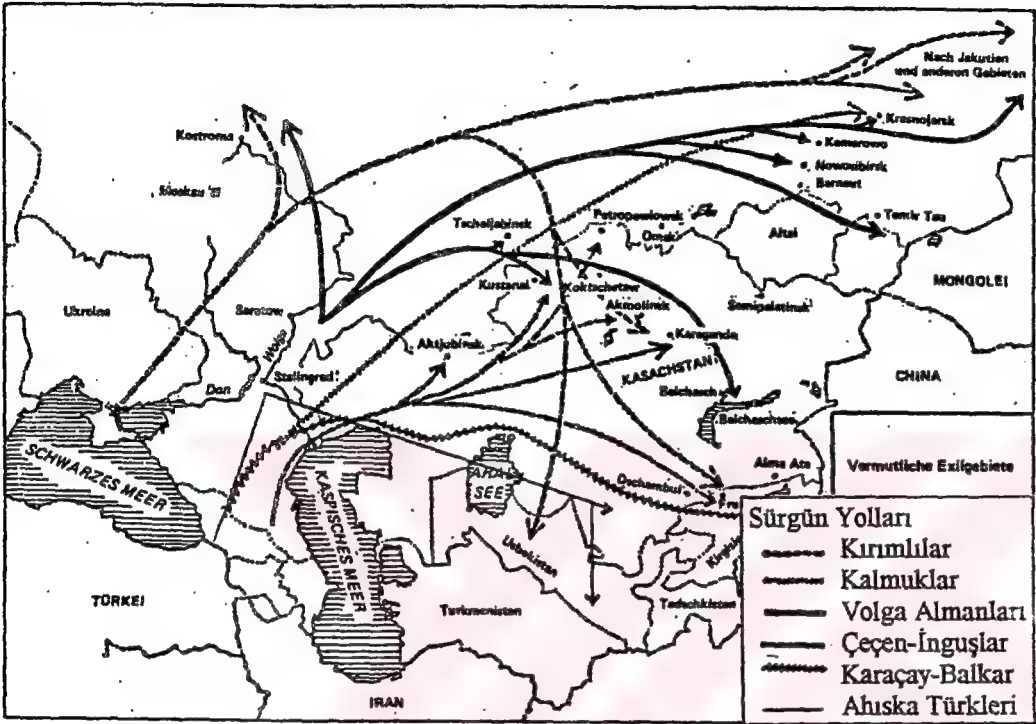 Nach Jakutien
und anderen Gebieten
Kostroma
Krasnojarsk
Kemerowo
Moskau
Nowosibirsk
Barnaul
Tscheljabinsk
Petropawlowsk
Omsk
Temir Tau
Altai
MONGOLEI
Kustanai
Koktschetaw
Ukraine
Saratow
Akmolinsk
Semipalatinsk
Wolga
Aktjubinsk
Karaganda
Stalingrad
KASACHSTAN
CHINA
Don
Balchasch
Balchaschsee
SCHWARZES MEER
ARAL
SEE
Alma Ata
Vermutliche Exilgebiete
KASPISCHES MEER
Dschambul
Usbekistan
TÜRKEI
Turkmenistan
Tadschikistan
IRAN
Sürgün Yolları
Kırımlılar
Kalmuklar
Volga Almanları
Çeçen-İnguşlar
Karaçay-Balkar
Ahıska Türkleri